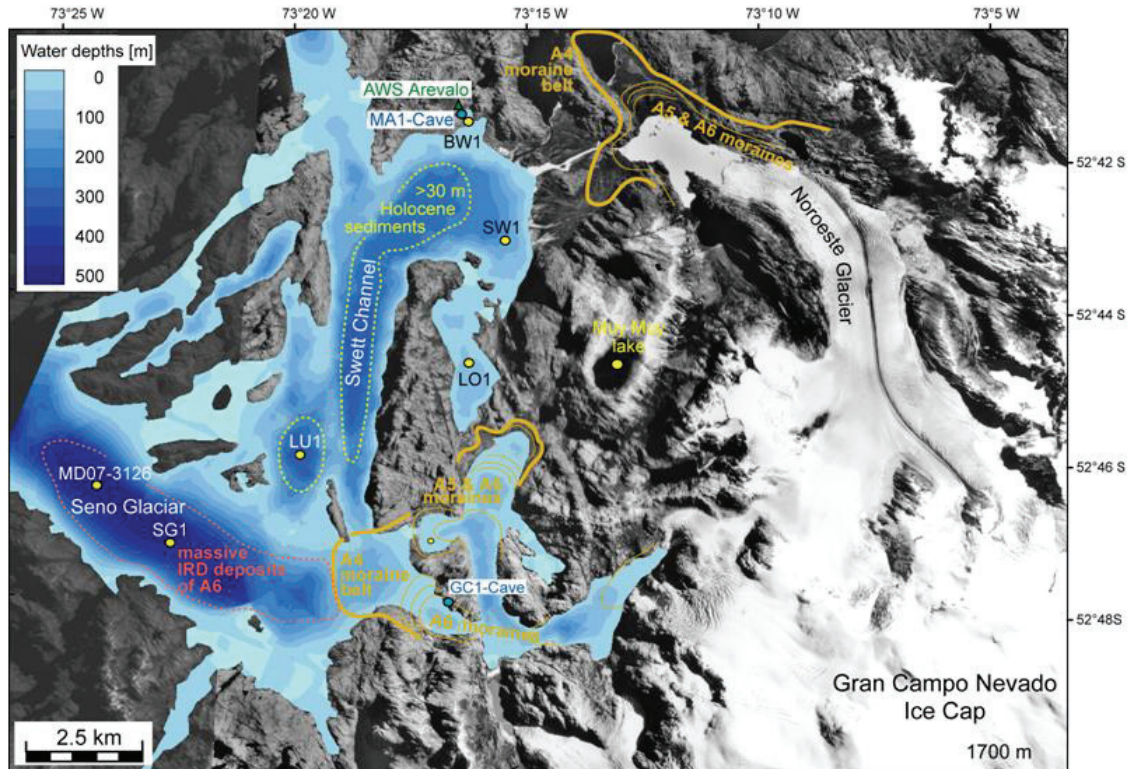 73°25 W
73°20 W
73°15 W
73°10 W
73°5 W
Water depths [m]
0
100
200
300
400
500
A4
moraine
belt
AWS Arevalo
MA1-Cave
BW1
A5 & A6 moraines
52°42 S
>30 m
Holocene
sediments
SW1
Noroeste Glacier
52°44 S
Swett Channel
Muy Muy
lake
LO1
LU1
52°46 S
MD07-3126
Seno Glaciar
SG1
A5 & A6
moraines
massive
IRD deposite
of A6
A4
moraine
belt
GC1-Cave
A6 moraines
52°48 S
Gran Campo Nevado
Ice Cap
2.5 km
1700 m